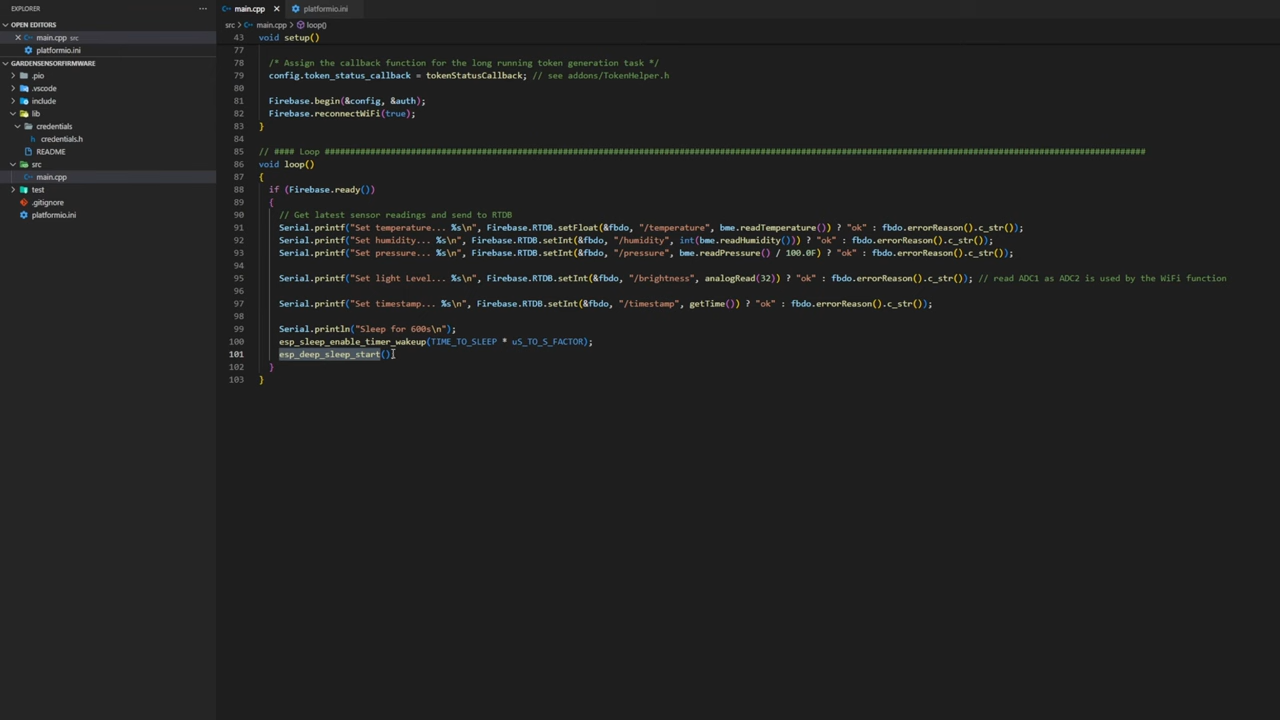 EXPLORER ...
OPEN EDITORS
main.cpp src
platformio.ini
GARDENSENSORFIRMWARE
.pio
.vscode
include
lib
credentials
credentials.h
README
src
main.cpp
test
.gitignore
platformio.ini
main.cpp platformio.ini
src > main.cpp > loop()
43 void setup()
77
78 /* Assign the callback function for the long running token generation task */
79 config.token_status_callback = tokenStatusCallback; // see addons/TokenHelper.h
80
81 Firebase.begin(&config, &auth);
82 Firebase.reconnectWiFi(true);
83 }
84
85 // #### Loop ####################################################################################################################################################################
86 void loop()
87 {
88 if (Firebase.ready())
89 {
90 // Get latest sensor readings and send to RTDB
91 Serial.printf("Set temperature... %s\n", Firebase.RTDB.setFloat(&fbdo, "/temperature", bme.readTemperature()) ? "ok" : fbdo.errorReason().c_str());
92 Serial.printf("Set humidity... %s\n", Firebase.RTDB.setInt(&fbdo, "/humidity", int(bme.readHumidity())) ? "ok" : fbdo.errorReason().c_str());
93 Serial.printf("Set pressure... %s\n", Firebase.RTDB.setFloat(&fbdo, "/pressure", bme.readPressure() / 100.0F) ? "ok" : fbdo.errorReason().c_str());
94
95 Serial.printf("Set light Level... %s\n", Firebase.RTDB.setInt(&fbdo, "/brightness", analogRead(32)) ? "ok" : fbdo.errorReason().c_str()); // read ADC1 as ADC2 is used by the WiFi function
96
97 Serial.printf("Set timestamp... %s\n", Firebase.RTDB.setInt(&fbdo, "/timestamp", getTime()) ? "ok" : fbdo.errorReason().c_str());
98
99 Serial.println("Sleep for 600s\n");
100 esp_sleep_enable_timer_wakeup(TIME_TO_SLEEP * uS_TO_S_FACTOR);
101 esp_deep_sleep_start()
102 }
103 }